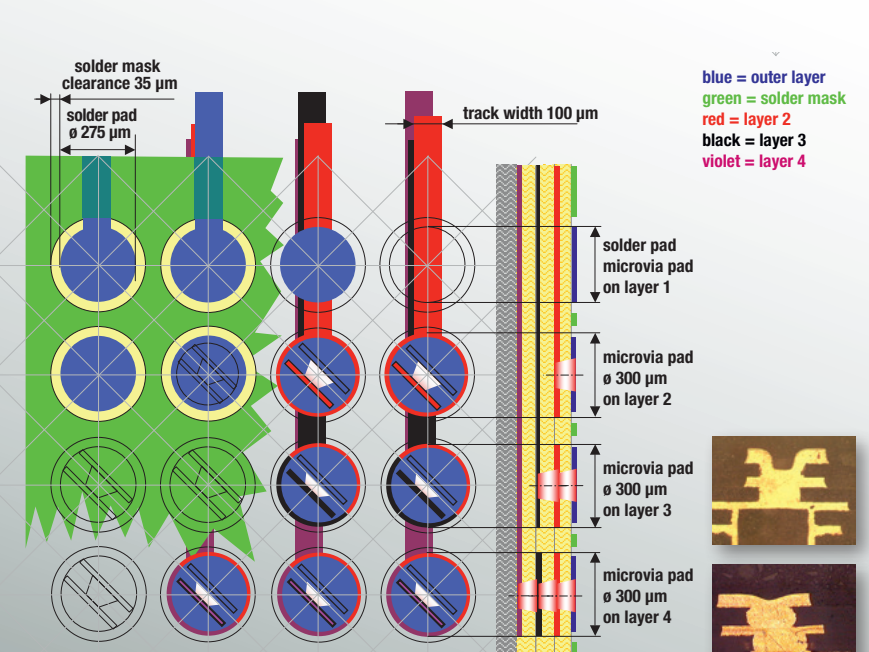 solder mask
clearance 35 µm
solder pad
ø 275 µm
track width 100 µm
blue = outer layer
green = solder mask
red = layer 2
black = layer 3
violet = layer 4
solder pad
microvia pad
on layer 1
microvia pad
ø 300 µm
on layer 2
microvia pad
ø 300 µm
on layer 3
microvia pad
ø 300 µm
on layer 4